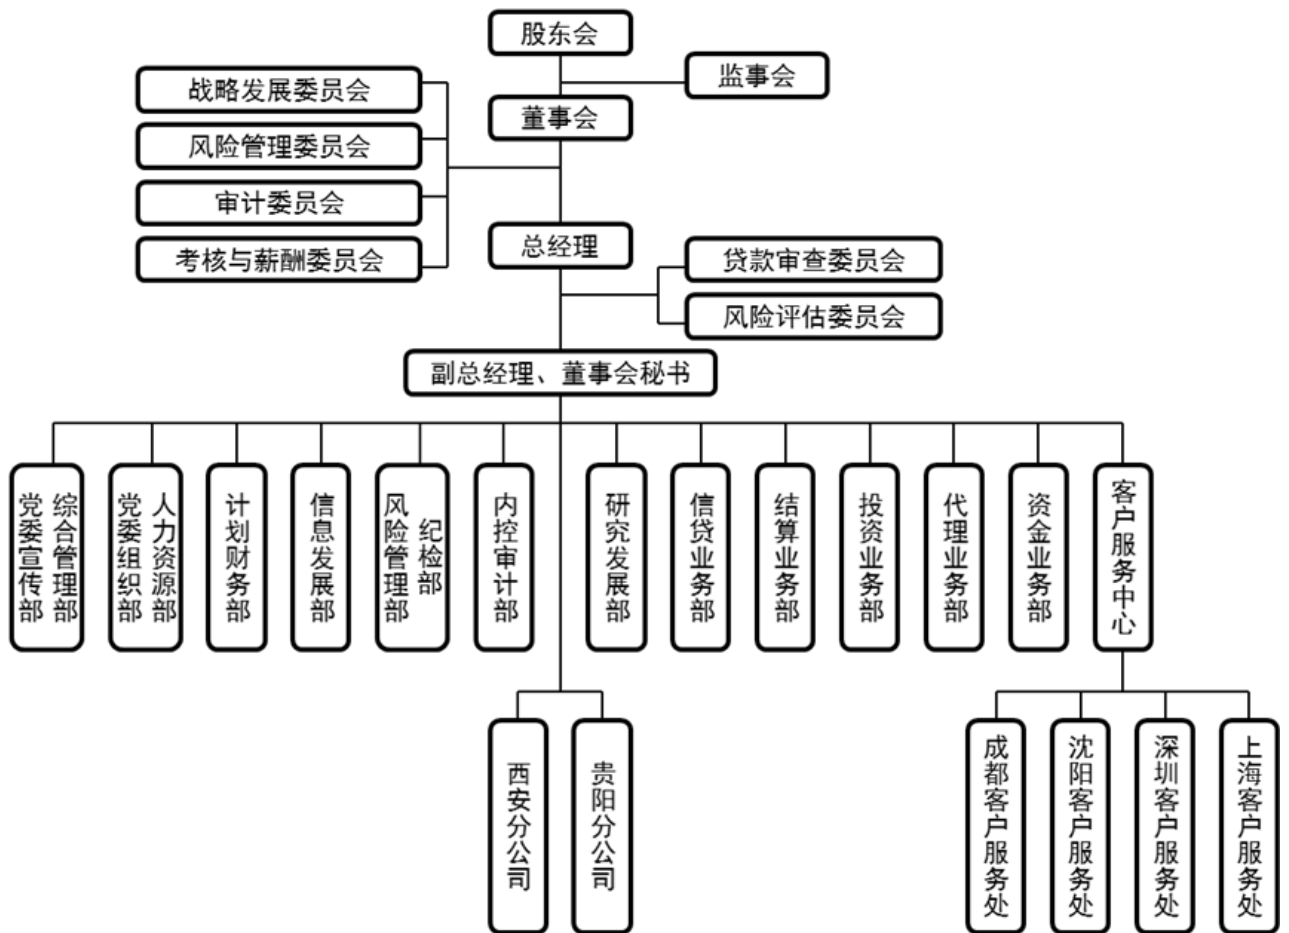 股东会
监事会
战略发展委员会
董事会
风险管理委员会
审计委员会
总经理
考核与薪酬委员会
贷款审查委员会
风险评估委员会
副总经理、董事会秘书
党委宣传部
综合管理部
党委组织部
人力资源部
计划财务部
信息发展部
风险管理部
纪检部
内控审计部
研究发展部
信贷业务部
结算业务部
投资业务部
代理业务部
资金业务部
客户服务中心
西安分公司
贵阳分公司
成都客户服务处
沈阳客户服务处
深圳客户服务处
上海客户服务处